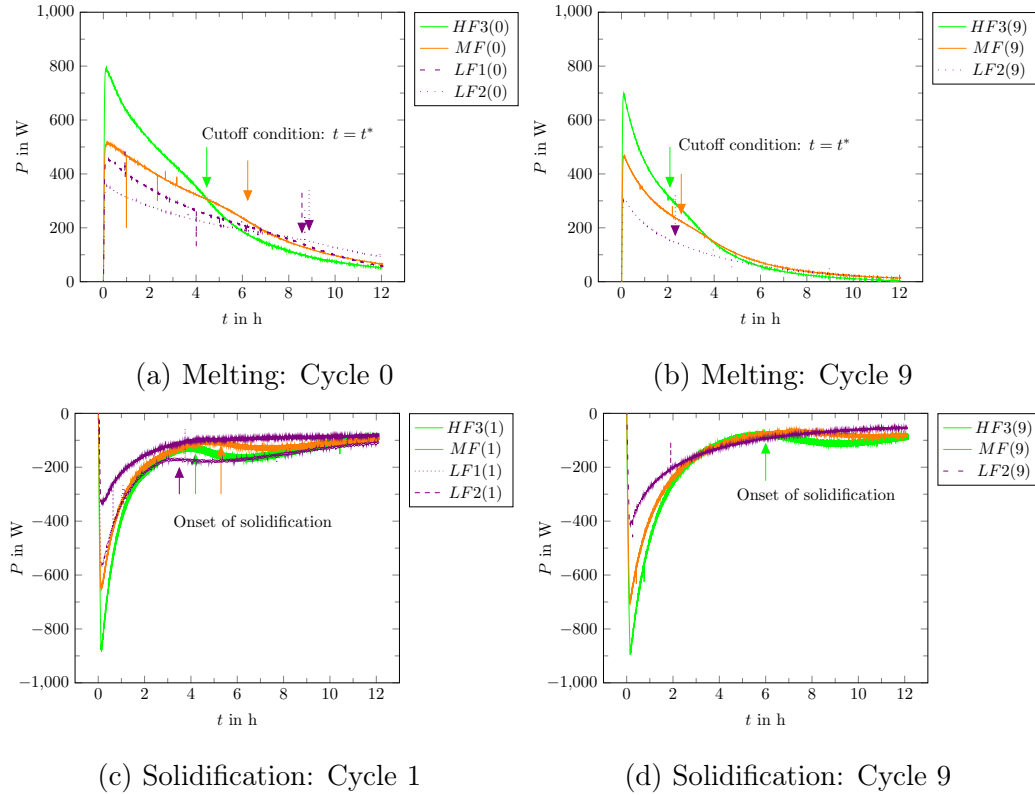 1,000
800
600
400
200
0
P in W
0 2 4 6 8 10 12
t in h
Cutoff condition: t = t*
HF3(0)
MF(0)
LF1(0)
LF2(0)
(a) Melting: Cycle 0
1,000
800
600
400
200
0
P in W
0 2 4 6 8 10 12
t in h
Cutoff condition: t = t*
HF3(9)
MF(9)
LF2(9)
(b) Melting: Cycle 9
0
−200
−400
−600
−800
−1,000
P in W
0 2 4 6 8 10 12
t in h
Onset of solidification
HF3(1)
MF(1)
LF1(1)
LF2(1)
(c) Solidification: Cycle 1
0
−200
−400
−600
−800
−1,000
P in W
0 2 4 6 8 10 12
t in h
Onset of solidification
HF3(9)
MF(9)
LF2(9)
(d) Solidification: Cycle 9